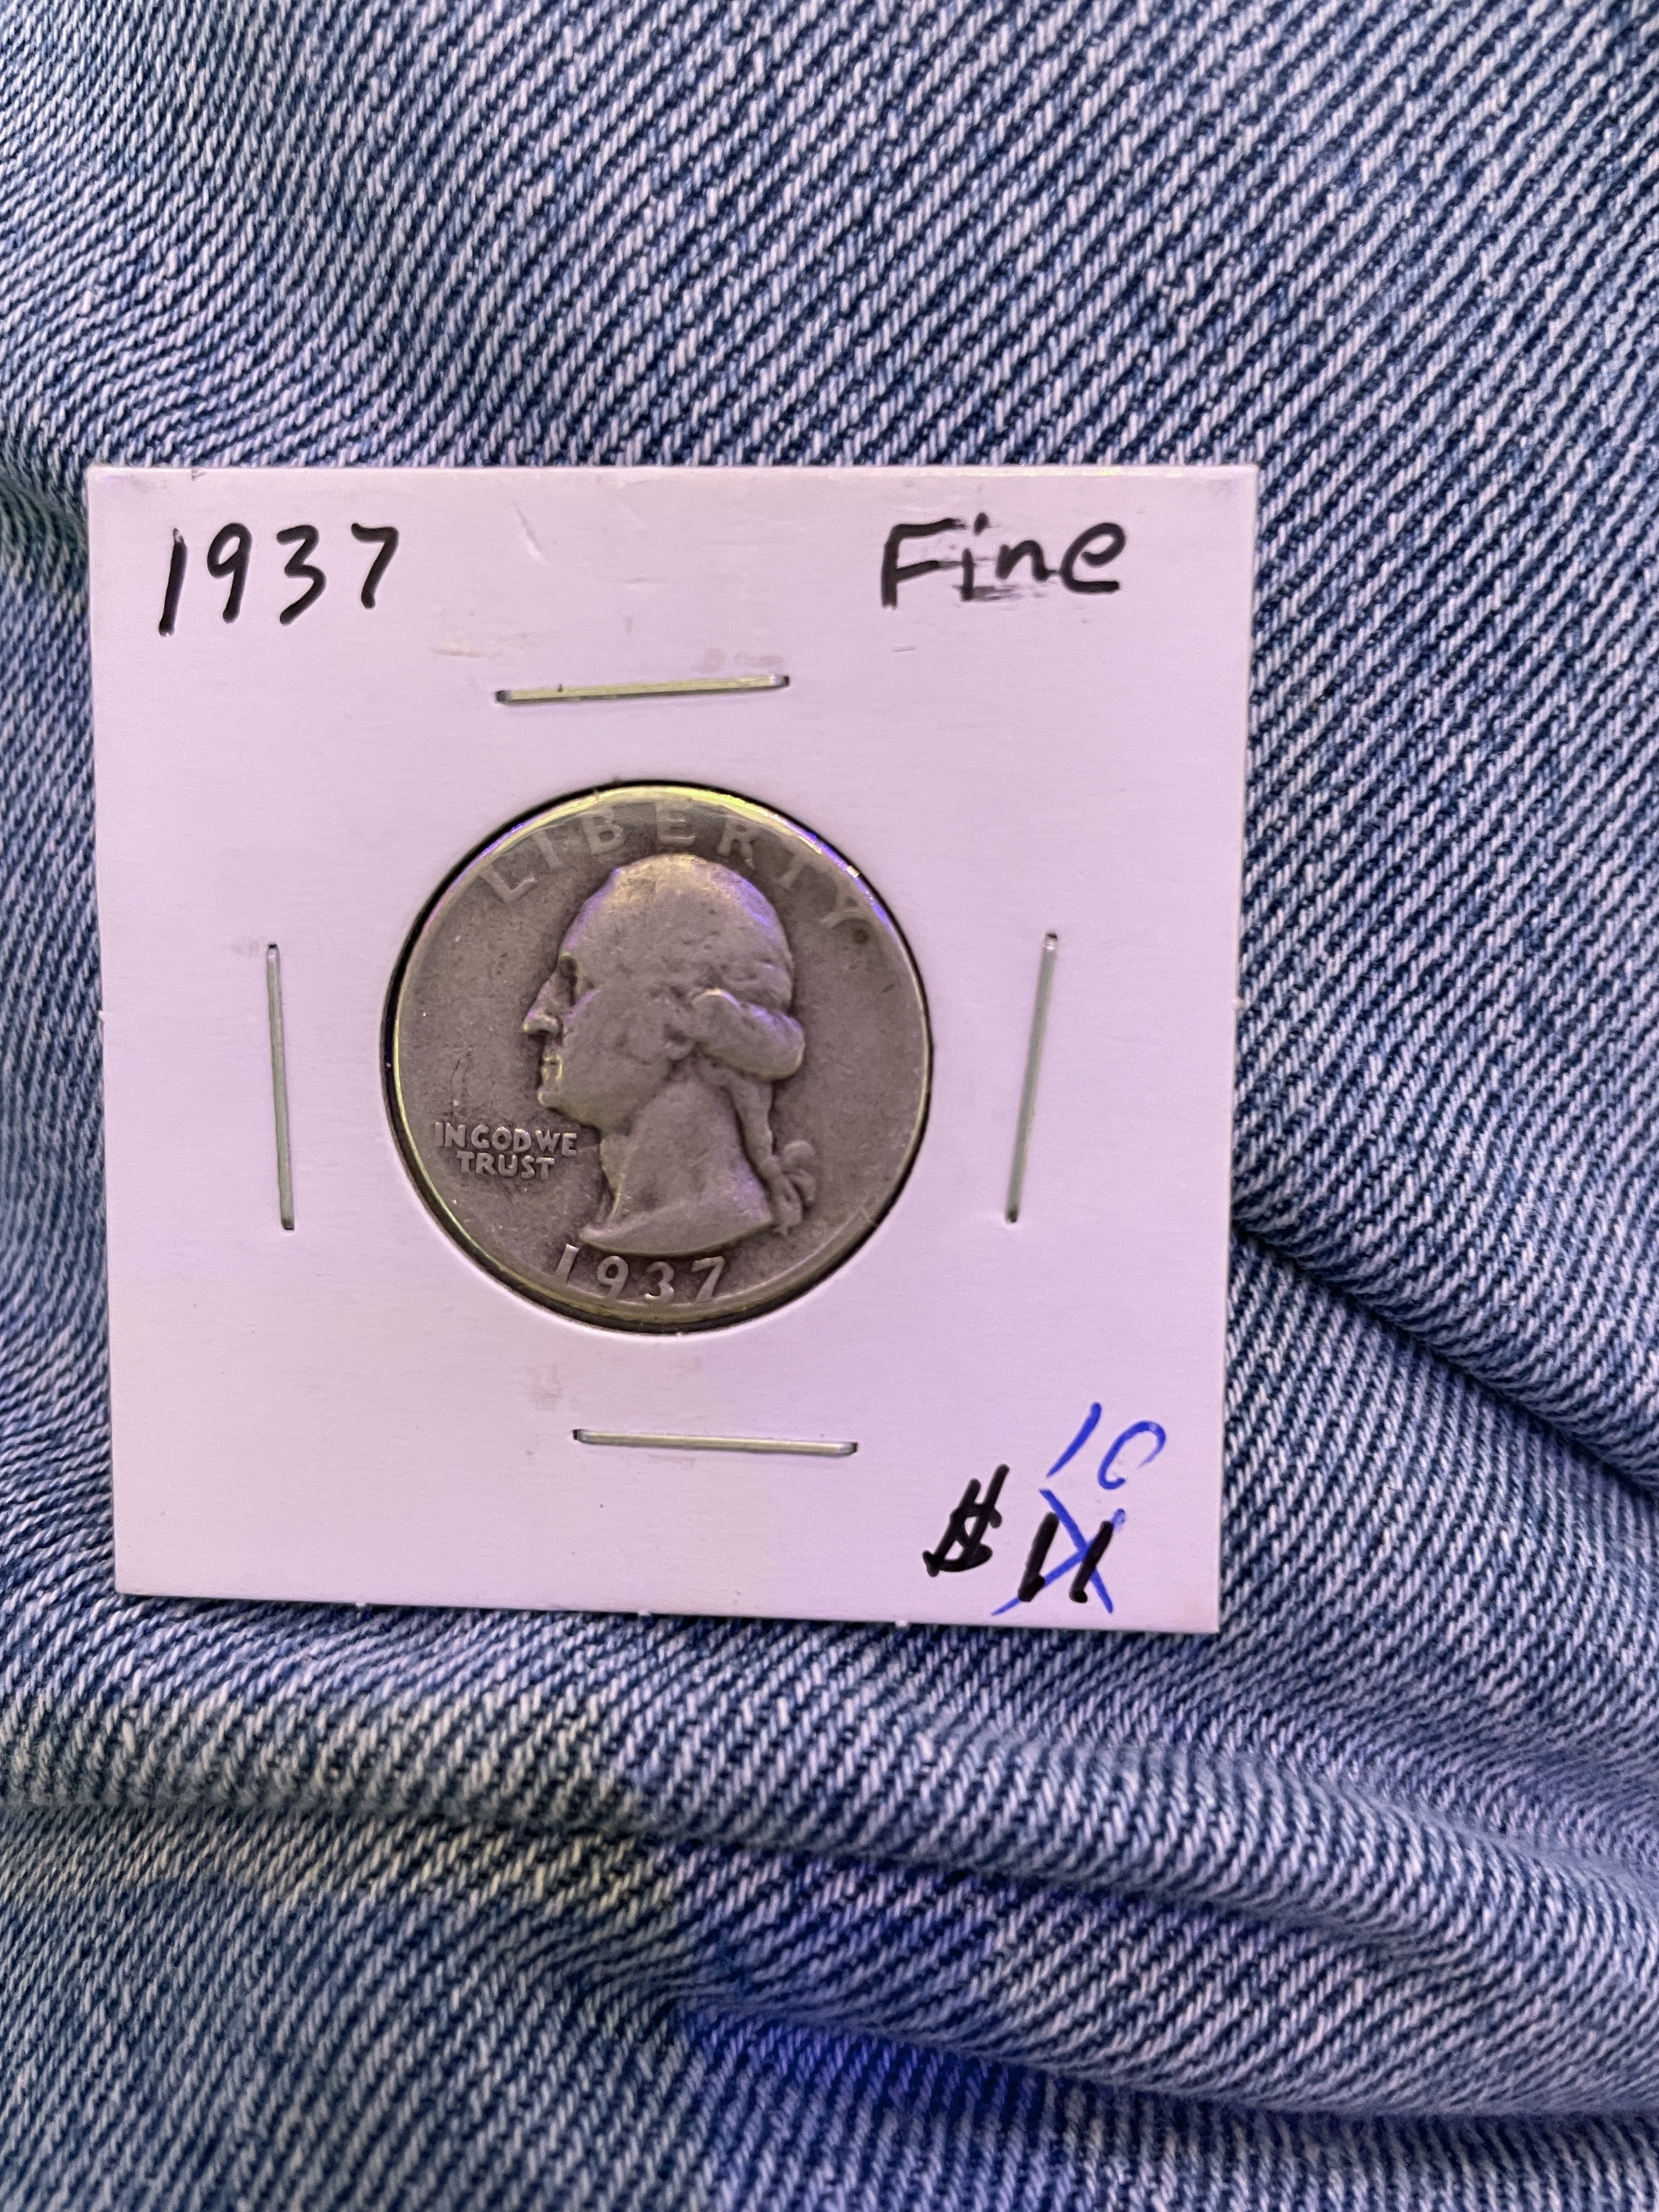 1937 Fine
LIBERTY
IN GOD WE
TRUST
1937
10
$ 11